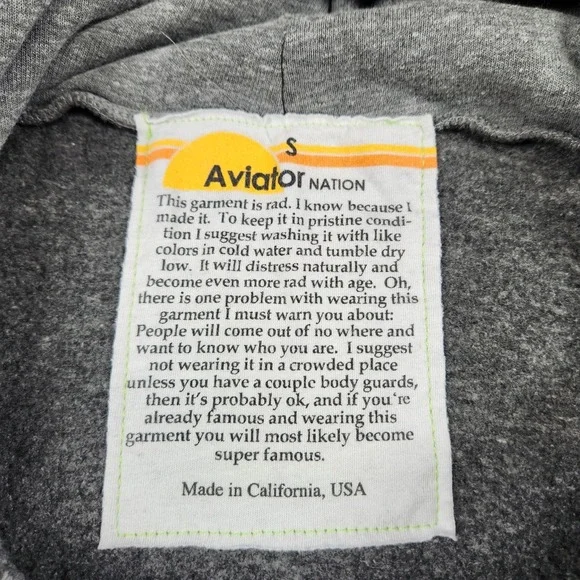 S
Aviator NATION
This garment is rad. I know because I
made it. To keep it in pristine condi-
tion I suggest washing it with like
colors in cold water and tumble dry
low. It will distress naturally and
become even more rad with age. Oh,
there is one problem with wearing this
garment I must warn you about:
People will come out of no where and
want to know who you are. I suggest
not wearing it in a crowded place
unless you have a couple body guards,
then it's probably ok, and if you're
already famous and wearing this
garment you will most likely become
super famous.
Made in California, USA